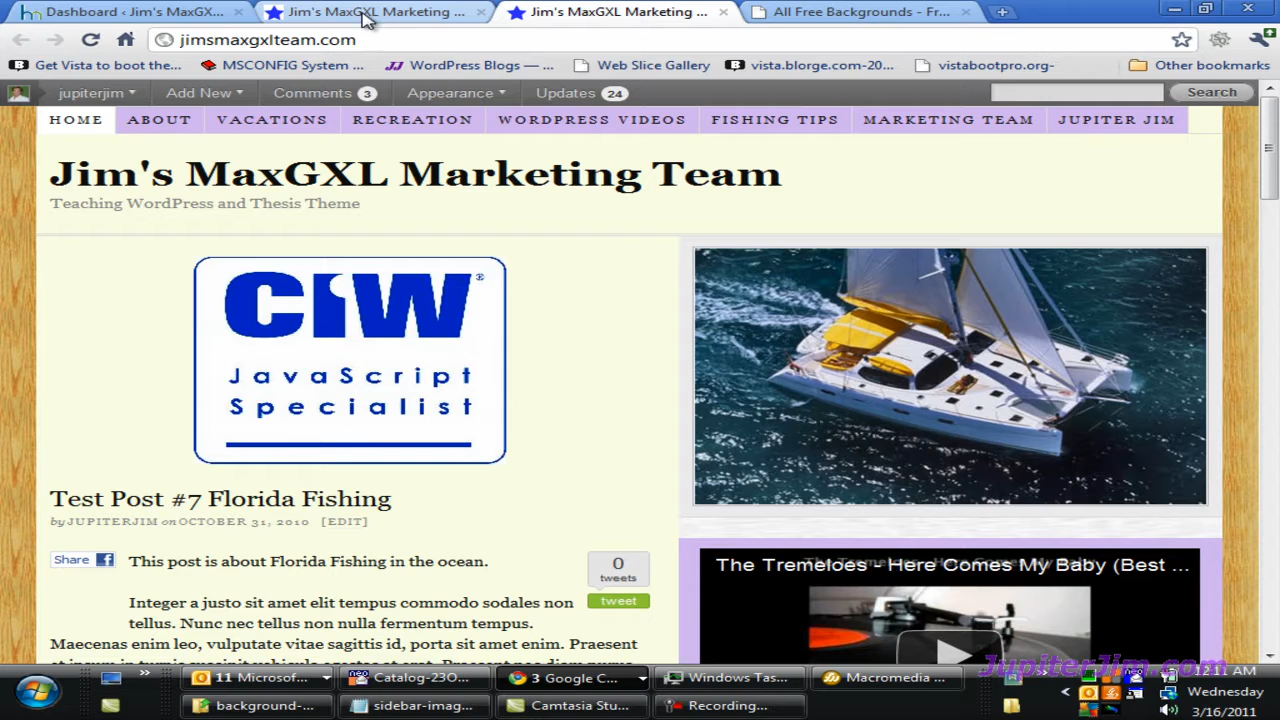 Dashboard ‹ Jim's MaxGX...
Jim's MaxGXL Marketing ...
Jim's MaxGXL Marketing ...
All Free Backgrounds - Fr...
jimsmaxgxlteam.com
Get Vista to boot the...
MSCONFIG System ...
JJ WordPress Blogs — ...
Web Slice Gallery
vista.blorge.com-20...
vistabootpro.org-
Other bookmarks
jupiterjim
Add New
Comments 3
Appearance
Updates 24
Search
HOME
ABOUT
VACATIONS
RECREATION
WORDPRESS VIDEOS
FISHING TIPS
MARKETING TEAM
JUPITER JIM
Jim's MaxGXL Marketing Team
Teaching WordPress and Thesis Theme
CIW®
JavaScript
Specialist
Test Post #7 Florida Fishing
by JUPITERJIM on OCTOBER 31, 2010 [EDIT]
Share
This post is about Florida Fishing in the ocean.
0
tweets
tweet
Integer a justo sit amet elit tempus commodo sodales non
tellus. Nunc nec tellus non nulla fermentum tempus.
Maecenas enim leo, vulputate vitae sagittis id, porta sit amet enim. Praesent
The Tremeloes - Here Comes My Baby (Best ...
JupiterJim.com
11 Microsof...
Catalog-23O...
3 Google C...
Windows Tas...
Macromedia ...
12:11 AM
Wednesday
3/16/2011
background-...
sidebar-imag...
Camtasia Stu...
Recording...